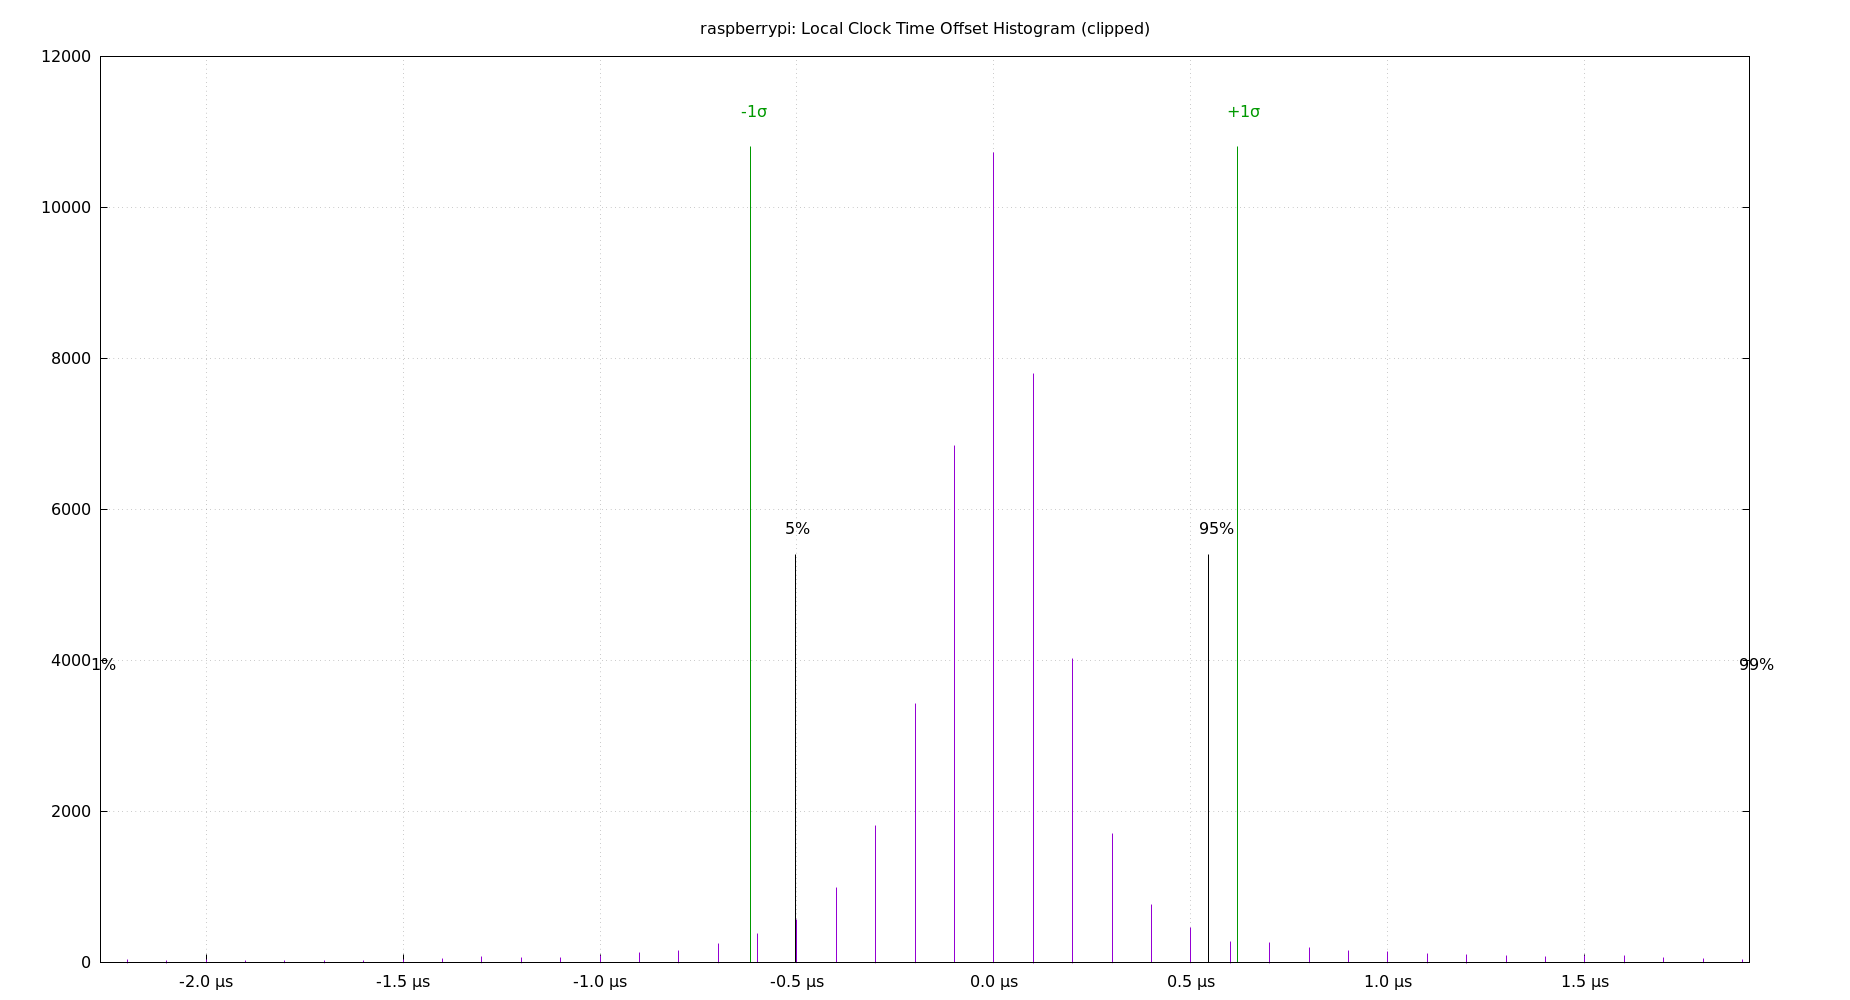 raspberrypi: Local Clock Time Offset Histogram (clipped)
12000
-1σ
+1σ
10000
8000
6000
5%
95%
4000
1%
99%
2000
0
-2.0 µs
-1.5 µs
-1.0 µs
-0.5 µs
0.0 µs
0.5 µs
1.0 µs
1.5 µs